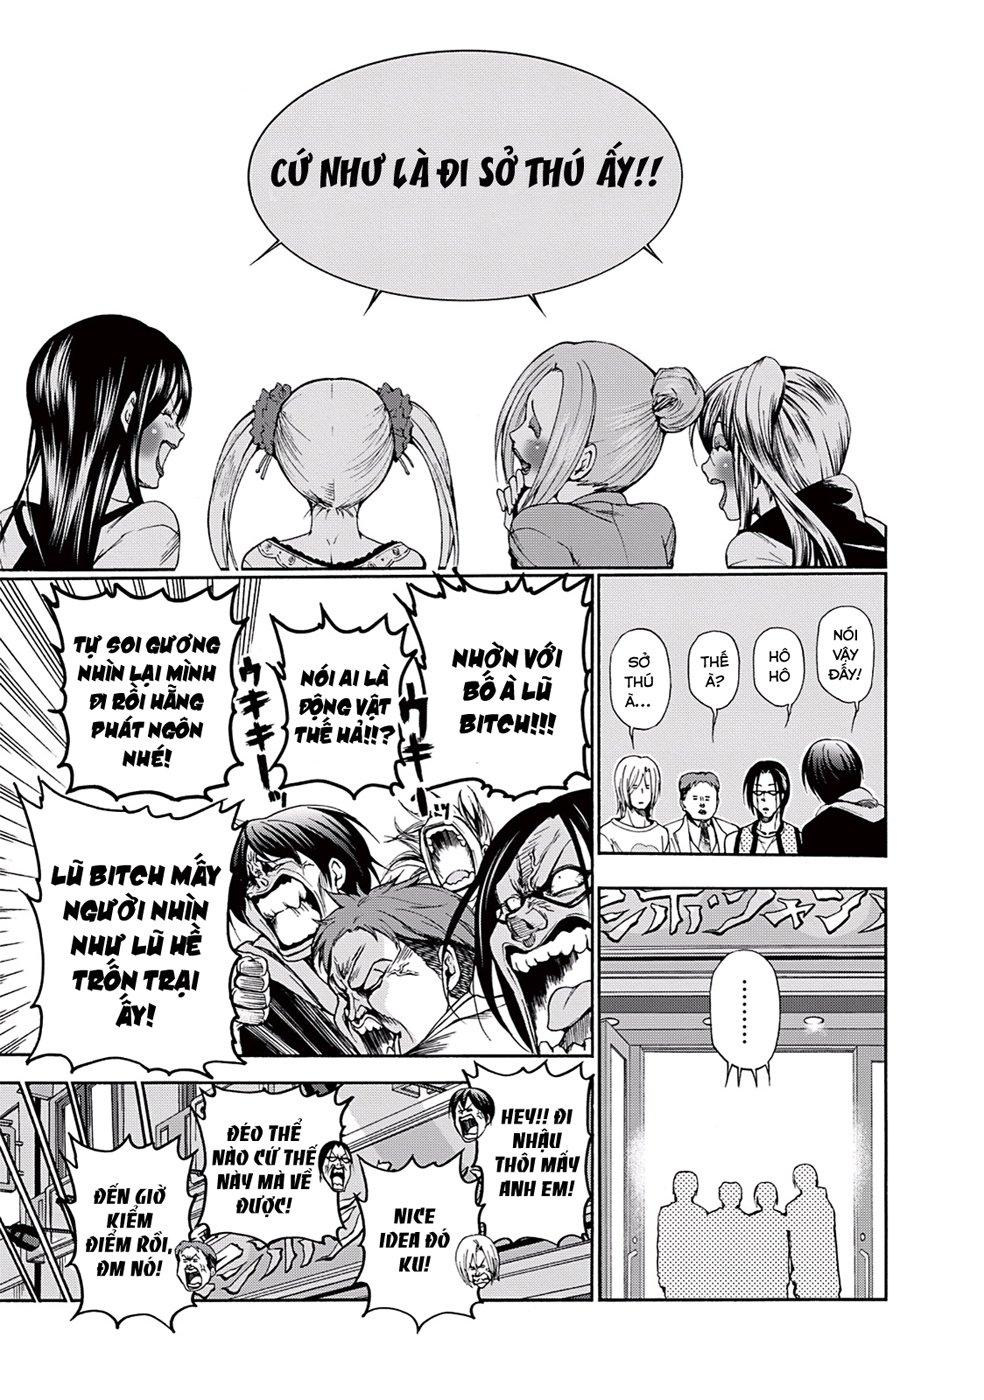 CỨ NHƯ LÀ ĐI SỞ THÚ ẤY!!
NÓI
VẬY
ĐẤY!
HÔ
HÔ
THẾ
À?
SỞ
THÚ
À...
.........
NHỜN VỚI
BỐ À LŨ
BITCH!!!
ウキー
NÓI AI LÀ
ĐỘNG VẬT
THẾ HẢ!!?
ウキキーッ
TỰ SOI GƯƠNG
NHÌN LẠI MÌNH
ĐI RỒI HẴNG
PHÁT NGÔN
NHÉ!
LŨ BITCH MẤY
NGƯỜI NHÌN
NHƯ LŨ HỀ
TRỐN TRẠI
ẤY!
HEY!! ĐI
NHẬU
THÔI MẤY
ANH EM!
NICE
IDEA ĐÓ
KU!
ĐÉO THỂ
NÀO CỨ THẾ
NÀY MÀ VỀ
ĐƯỢC!
ĐẾN GIỜ
KIỂM
ĐIỂM RỒI,
ĐM NÓ!